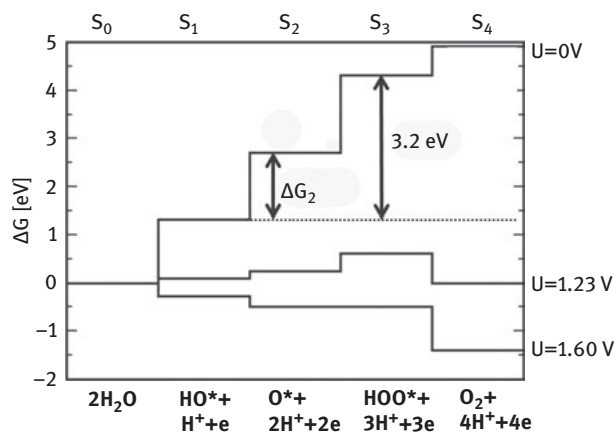 S₀ S₁ S₂ S₃ S₄
5
4
3
2
1
0
−1
−2
ΔG [eV]
U=0V
3.2 eV
ΔG₂
U=1.23 V
U=1.60 V
2H₂O
HO*+
H⁺+e
O*+
2H⁺+2e
HOO*+
3H⁺+3e
O₂+
4H⁺+4e